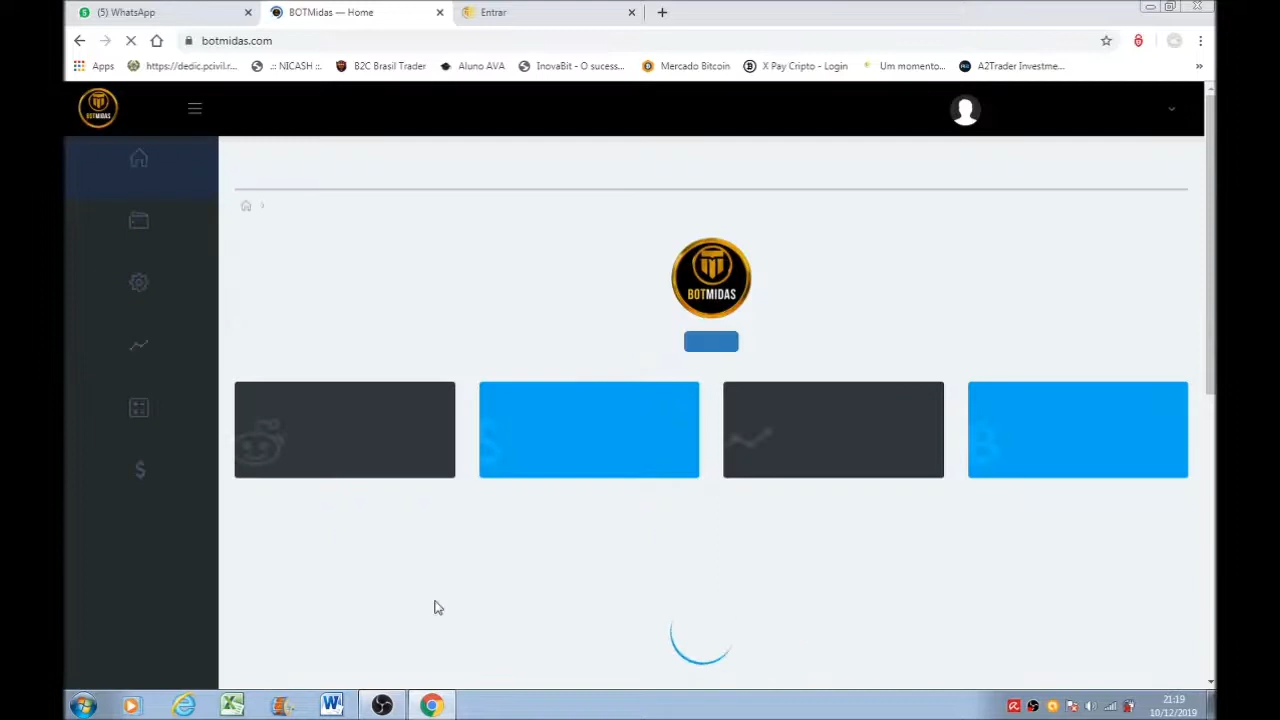 (5) WhatsApp
BOTMidas — Home
Entrar
botmidas.com
Apps
https://dedic.pcivil.r...
.:: NICASH ::.
B2C Brasil Trader
Aluno AVA
InovaBit - O sucess...
Mercado Bitcoin
X Pay Cripto - Login
Um momento...
A2Trader Investme...
»
BOTMIDAS
BOTMIDAS
21:19
10/12/2019